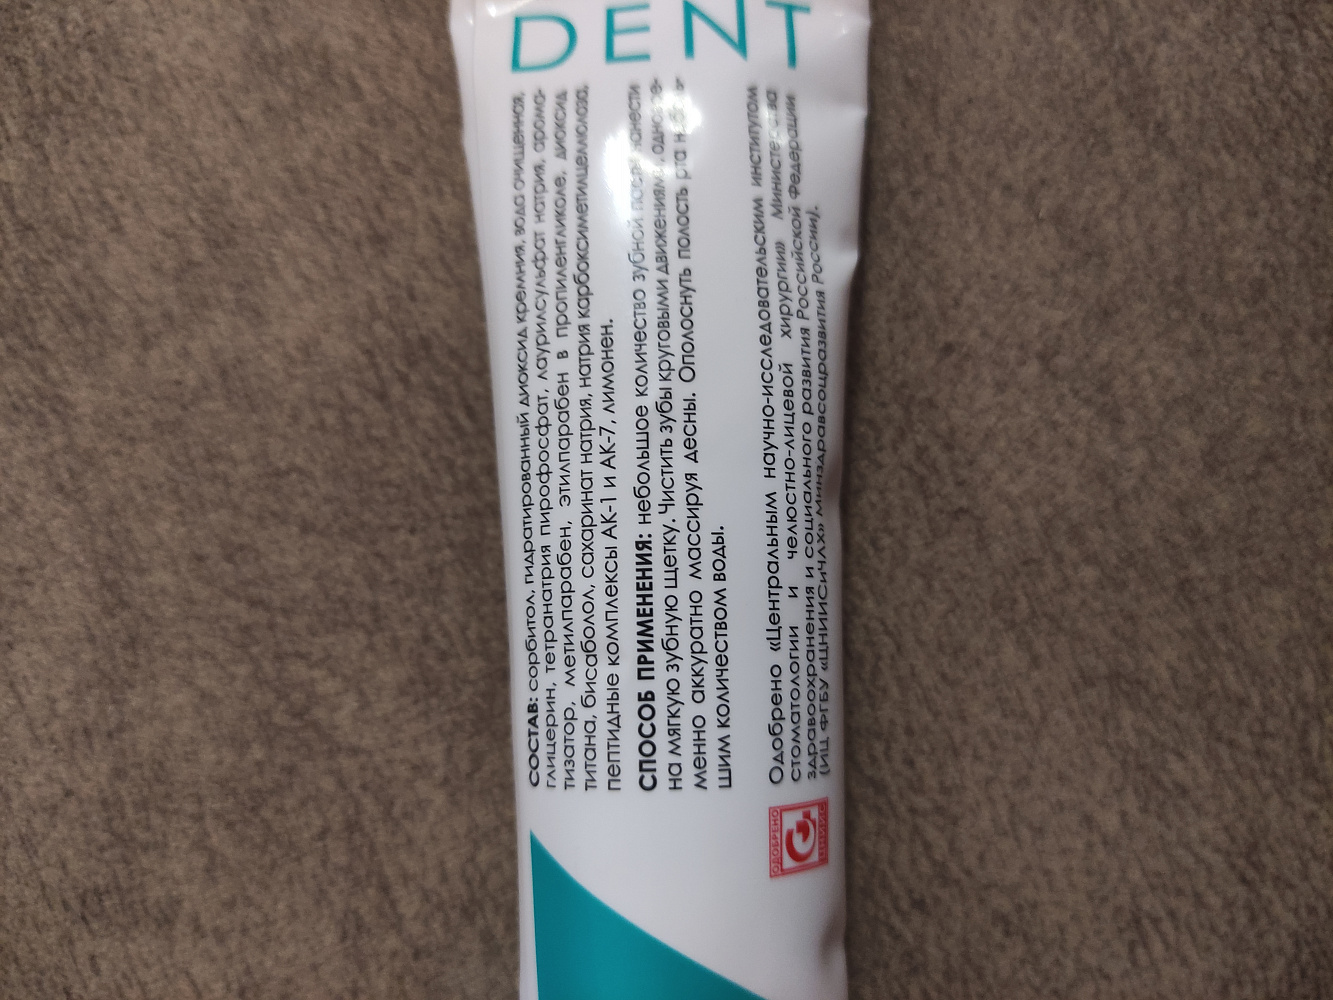 DENT
СОСТАВ: сорбитол, гидратированный диоксид кремния, вода очищенная,
глицерин, тетранатрия пирофосфат, лаурилсульфат натрия, арома-
тизатор, метилпарабен, этилпарабен в пропиленгликоле, диоксид
титана, бисаболол, сахаринат натрия, натрия карбоксиметилцеллюлоза,
пептидные комплексы АК-1 и АК-7, лимонен.
СПОСОБ ПРИМЕНЕНИЯ: небольшое количество зубной пасты нанести
на мягкую зубную щетку. Чистить зубы круговыми движениями,
менно аккуратно массируя десны. Ополоснуть полость рта
шим количеством воды.
Одобрено «Центральным научно-исследовательским институтом
стоматологии и челюстно-лицевой хирургии» Министерства
здравоохранения и социального развития Российской Федерации
(ИЦ ФГБУ «ЦНИИСиЧЛХ» Минздравсоцразвития России).
ОДОБРЕНО
ЦНИИС